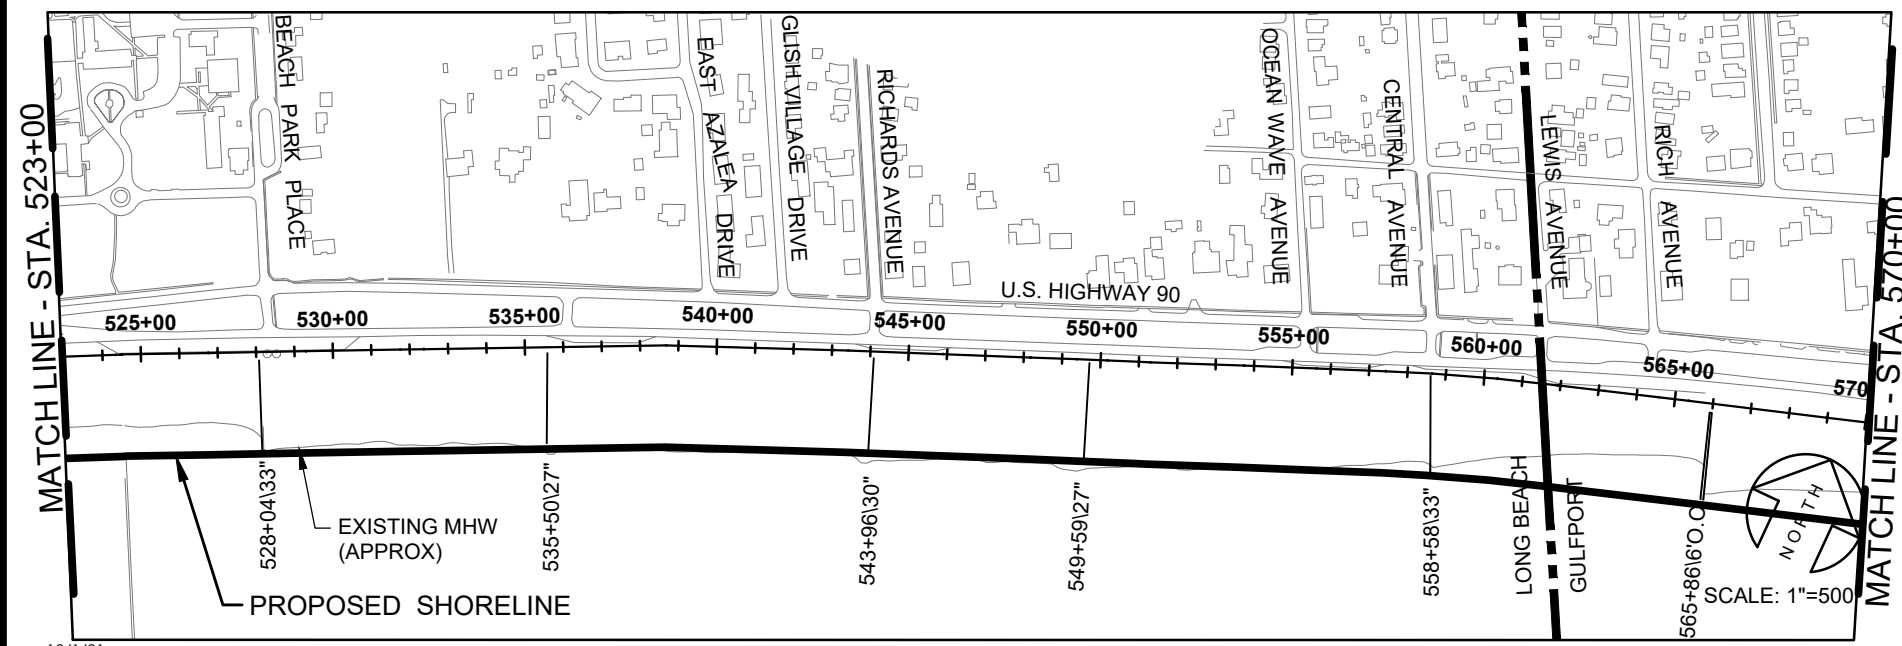 MATCH LINE - STA. 523+00
BEACH PARK PLACE
EAST AZALEA DRIVE
GLISH VILLAGE DRIVE
RICHARDS AVENUE
OCEAN WAVE AVENUE
CENTRAL AVENUE
LEWIS AVENUE
RICH AVENUE
MATCH LINE - STA. 570+00
U.S. HIGHWAY 90
525+00
530+00
535+00
540+00
545+00
550+00
555+00
560+00
565+00
570
528+04\33"
535+50\27"
543+96\30"
549+59\27"
558+58\33"
LONG BEACH
GULFPORT
565+86\6'O.O.
NORTH
EXISTING MHW
(APPROX)
PROPOSED SHORELINE
SCALE: 1"=500'